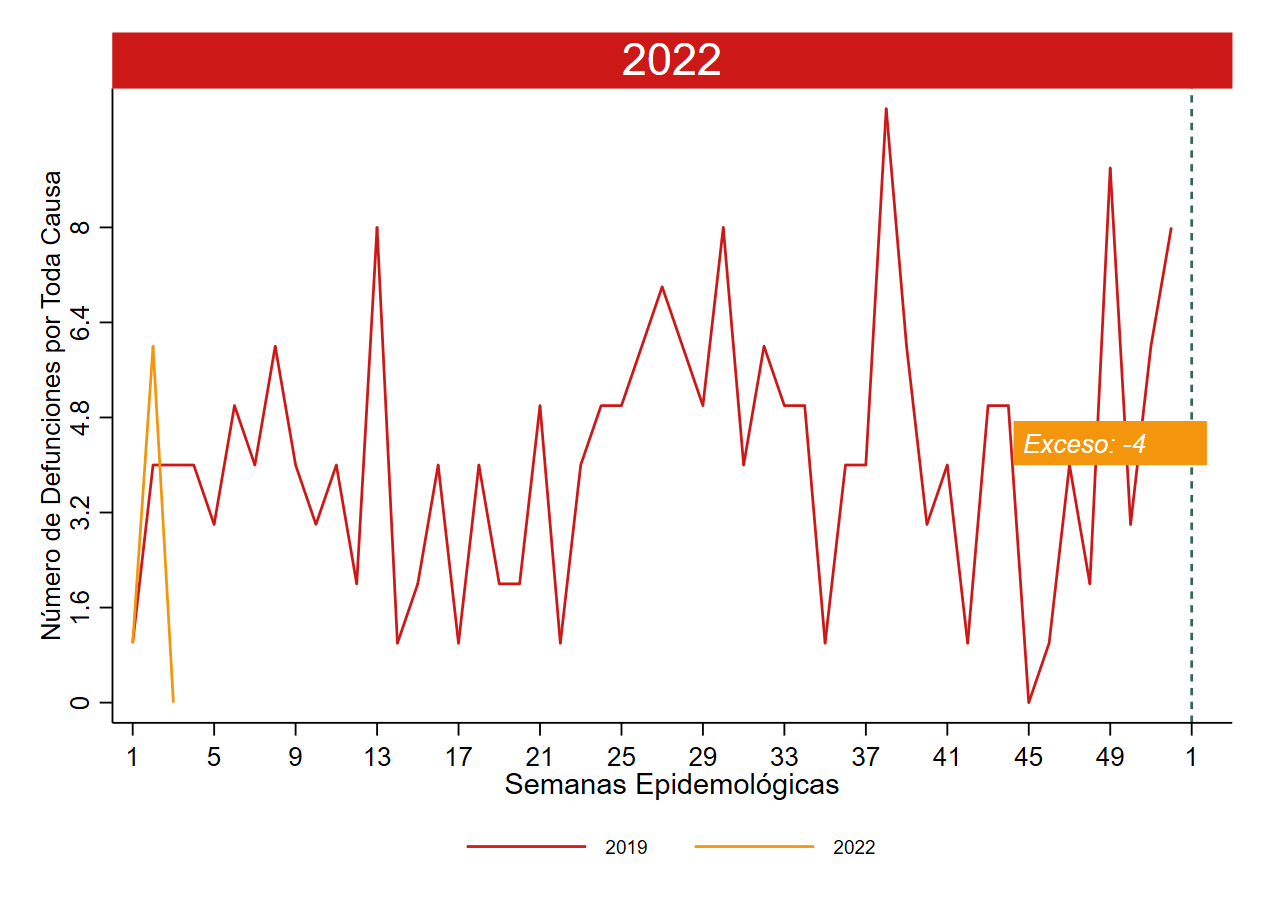 2022
Número de Defunciones por Toda Causa
8
6.4
4.8
3.2
1.6
0
Exceso: -4
1 5 9 13 17 21 25 29 33 37 41 45 49 1
Semanas Epidemológicas
2019 2022